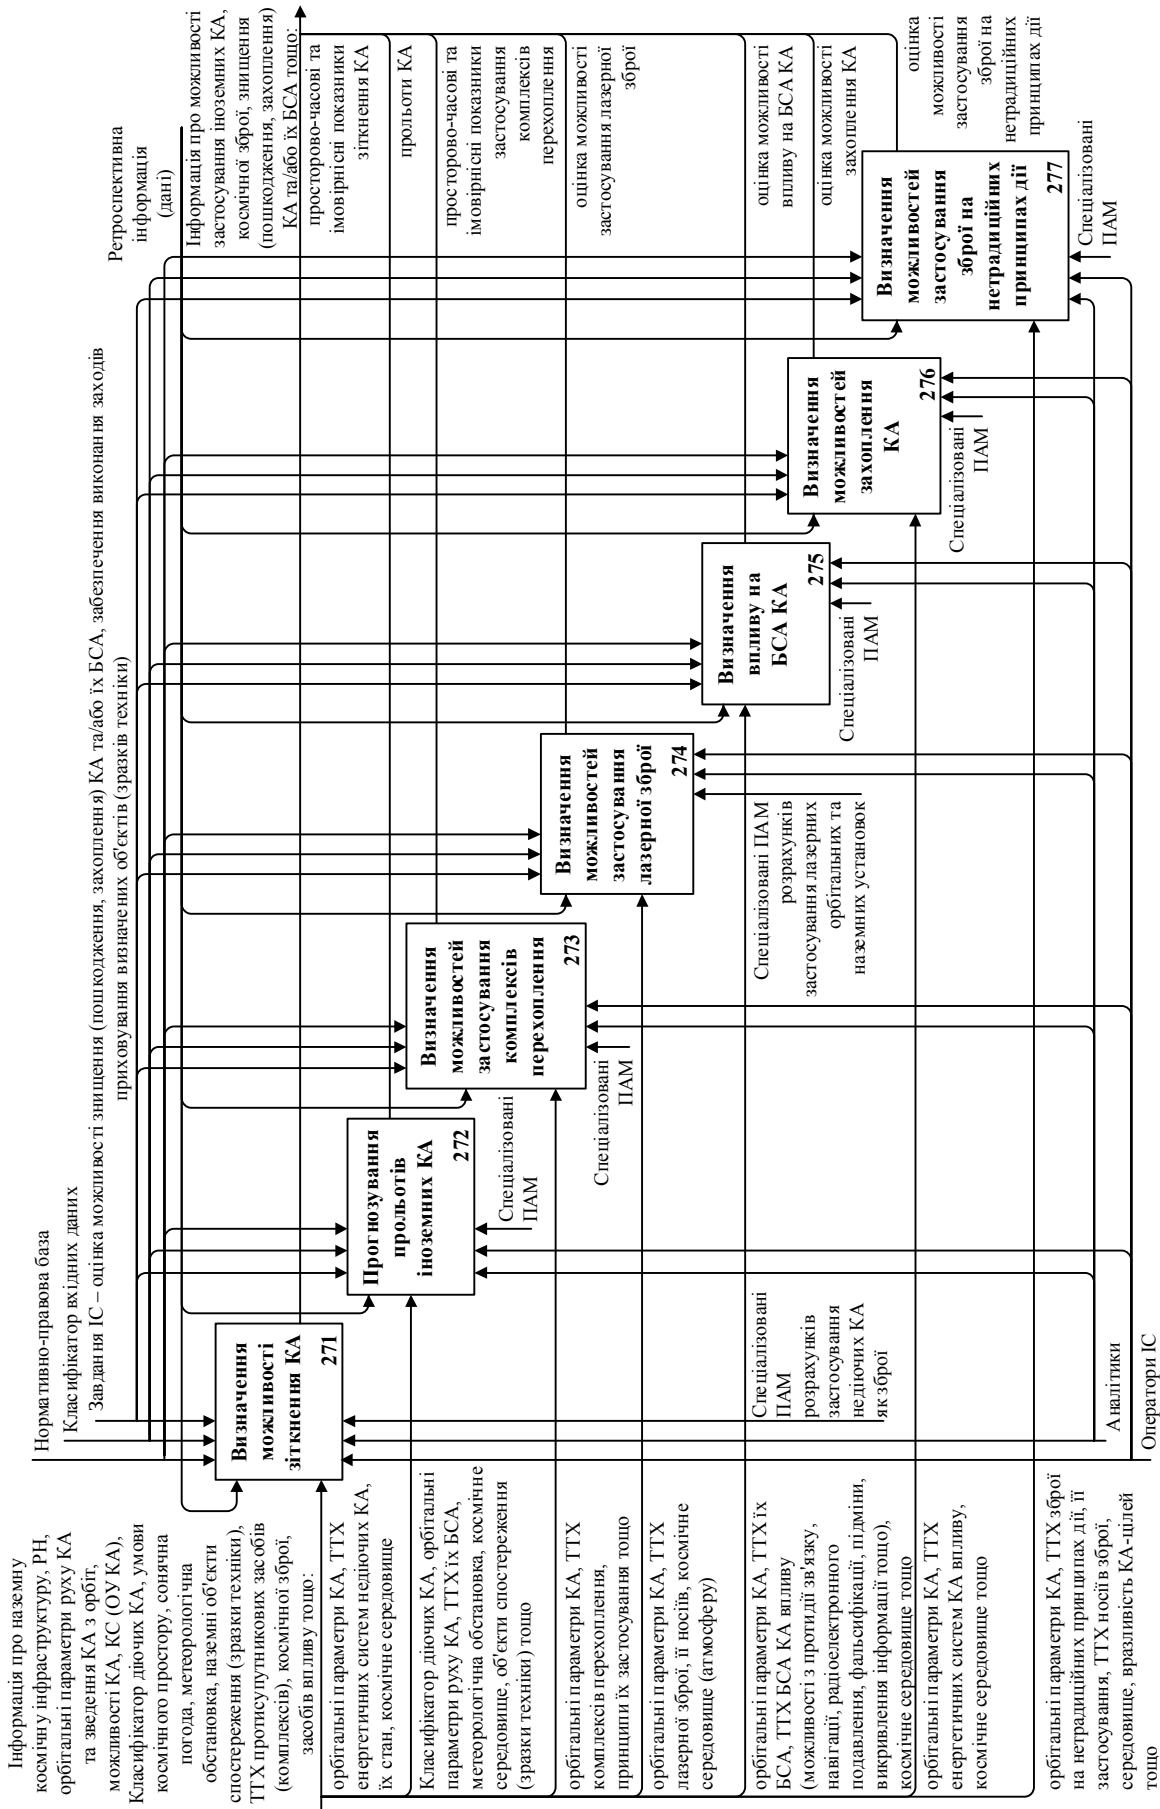 Нормативно-правова база
Класифікатор вхідних даних
Завдання ІС – оцінка можливості знищення (пошкодження, захоплення) КА та/або їх БСА, забезпечення виконання заходів
приховування визначених об'єктів (зразків техніки)
Ретроспективна
інформація
(дані)
Інформація про наземну
космічну інфраструктуру, РН,
орбітальні параметри руху КА
та зведення КА з орбіт,
можливості КА, КС (ОУ КА),
Класифікатор діючих КА, умови
космічного простору, сонячна
погода, метеорологічна
обстановка, наземні об'єкти
спостереження (зразки техніки),
ТТХ протисупутникових засобів
(комплексів), космічної зброї,
засобів впливу тощо:
орбітальні параметри КА, ТТХ
енергетичних систем недіючих КА,
їх стан, космічне середовище
Класифікатор діючих КА, орбітальні
параметри руху КА, ТТХ їх БСА,
метеорологічна обстановка, космічне
середовище, об'єкти спостереження
(зразки техніки) тощо
орбітальні параметри КА, ТТХ
комплексів перехоплення,
принципи їх застосування тощо
орбітальні параметри КА, ТТХ
лазерної зброї, її носіїв, космічне
середовище (атмосферу)
орбітальні параметри КА, ТТХ їх
БСА, ТТХ БСА КА впливу
(можливості з протидії зв'язку,
навігації, радіоелектронного
подавлення, фальсифікації, підміни,
викривлення інформації тощо),
космічне середовище тощо
орбітальні параметри КА, ТТХ
енергетичних систем КА впливу,
космічне середовище тощо
орбітальні параметри КА, ТТХ зброї
на нетрадиційних принципах дії, її
застосування, ТТХ носіїв зброї,
середовище, вразливість КА-цілей
тощо
Визначення
можливості
зіткнення КА
271
Прогнозування
прольотів
іноземних КА
272
Визначення
можливостей
застосування
комплексів
перехоплення
273
Визначення
можливостей
застосування
лазерної зброї
274
Визначення
впливу на
БСА КА
275
Визначення
можливостей
захоплення
КА
276
Визначення
можливостей
застосування
зброї на
нетрадиційних
принципах дії
277
Спеціалізовані
ПАМ
розрахунків
застосування
недіючих КА
як зброї
Спеціалізовані
ПАМ
Спеціалізовані
ПАМ
Спеціалізовані ПАМ
розрахунків
застосування лазерних
орбітальних та
наземних установок
Спеціалізовані
ПАМ
Спеціалізовані
ПАМ
Спеціалізовані
ПАМ
Аналітики
Оператори ІС
Інформація про можливості
застосування іноземних КА,
космічної зброї, знищення
(пошкодження, захоплення)
КА та/або їх БСА тощо:
просторово-часові та
імовірнісні показники
зіткнення КА
прольоти КА
просторово-часові та
імовірнісні показники
застосування
комплексів
перехоплення
оцінка можливості
застосування лазерної
зброї
оцінка можливості
впливу на БСА КА
оцінка можливості
захоплення КА
оцінка
можливості
застосування
зброї на
нетрадиційних
принципах дії